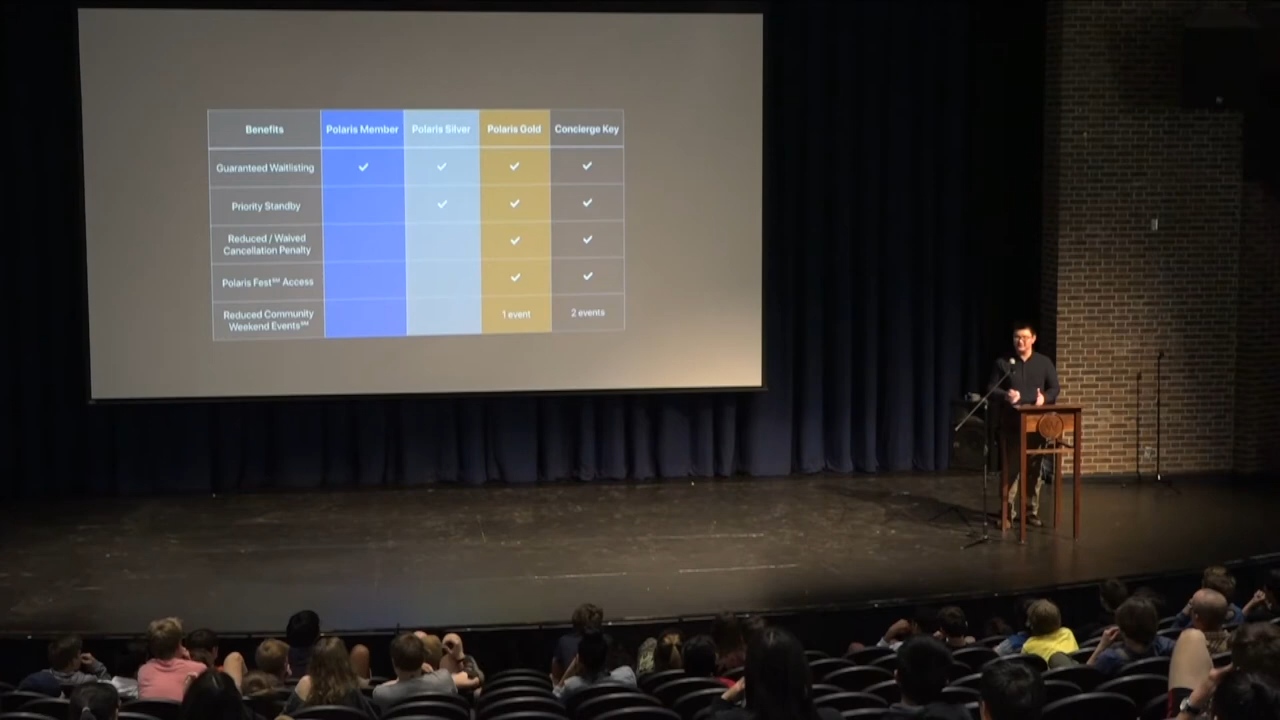 Benefits Polaris Member Polaris Silver Polaris Gold Concierge Key
Guaranteed Waitlisting ✓ ✓ ✓ ✓
Priority Standby ✓ ✓ ✓
Reduced / Waived
Cancellation Penalty ✓ ✓
Polaris Fest℠ Access ✓ ✓
Reduced Community
Weekend Events℠ 1 event 2 events